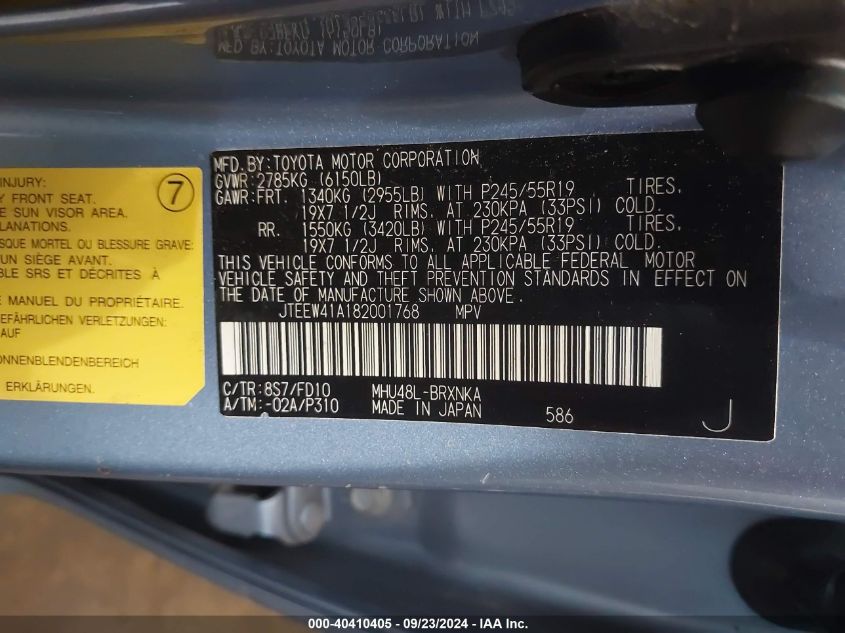 MFD. BY: TOYOTA MOTOR CORPORATION
GVWR: 2785KG (6150LB)
GAWR: FRT. 1340KG (2955LB) WITH P245/55R19 TIRES,
19X7 1/2J RIMS, AT 230KPA (33PSI) COLD.
RR. 1550KG (3420LB) WITH P245/55R19 TIRES,
19X7 1/2J RIMS, AT 230KPA (33PSI) COLD.
THIS VEHICLE CONFORMS TO ALL APPLICABLE FEDERAL MOTOR
VEHICLE SAFETY AND THEFT PREVENTION STANDARDS IN EFFECT ON
THE DATE OF MANUFACTURE SHOWN ABOVE.
JTEEW41A182001768 MPV
C/TR: 8S7/FD10 MHU48L-BRXNKA
A/TM: -02A/P310 MADE IN JAPAN 586 J
INJURY: 7
FRONT SEAT.
SUN VISOR AREA.
MORTEL OU BLESSURE GRAVE:
UN SIÈGE AVANT.
SRS ET DÉCRITES À
MANUEL DU PROPRIÉTAIRE.
VERLETZUNGEN:
AUF
ONNENBLENDENBEREICH
ERKLÄRUNGEN.
000-40410405 - 09/23/2024 - IAAI Inc.